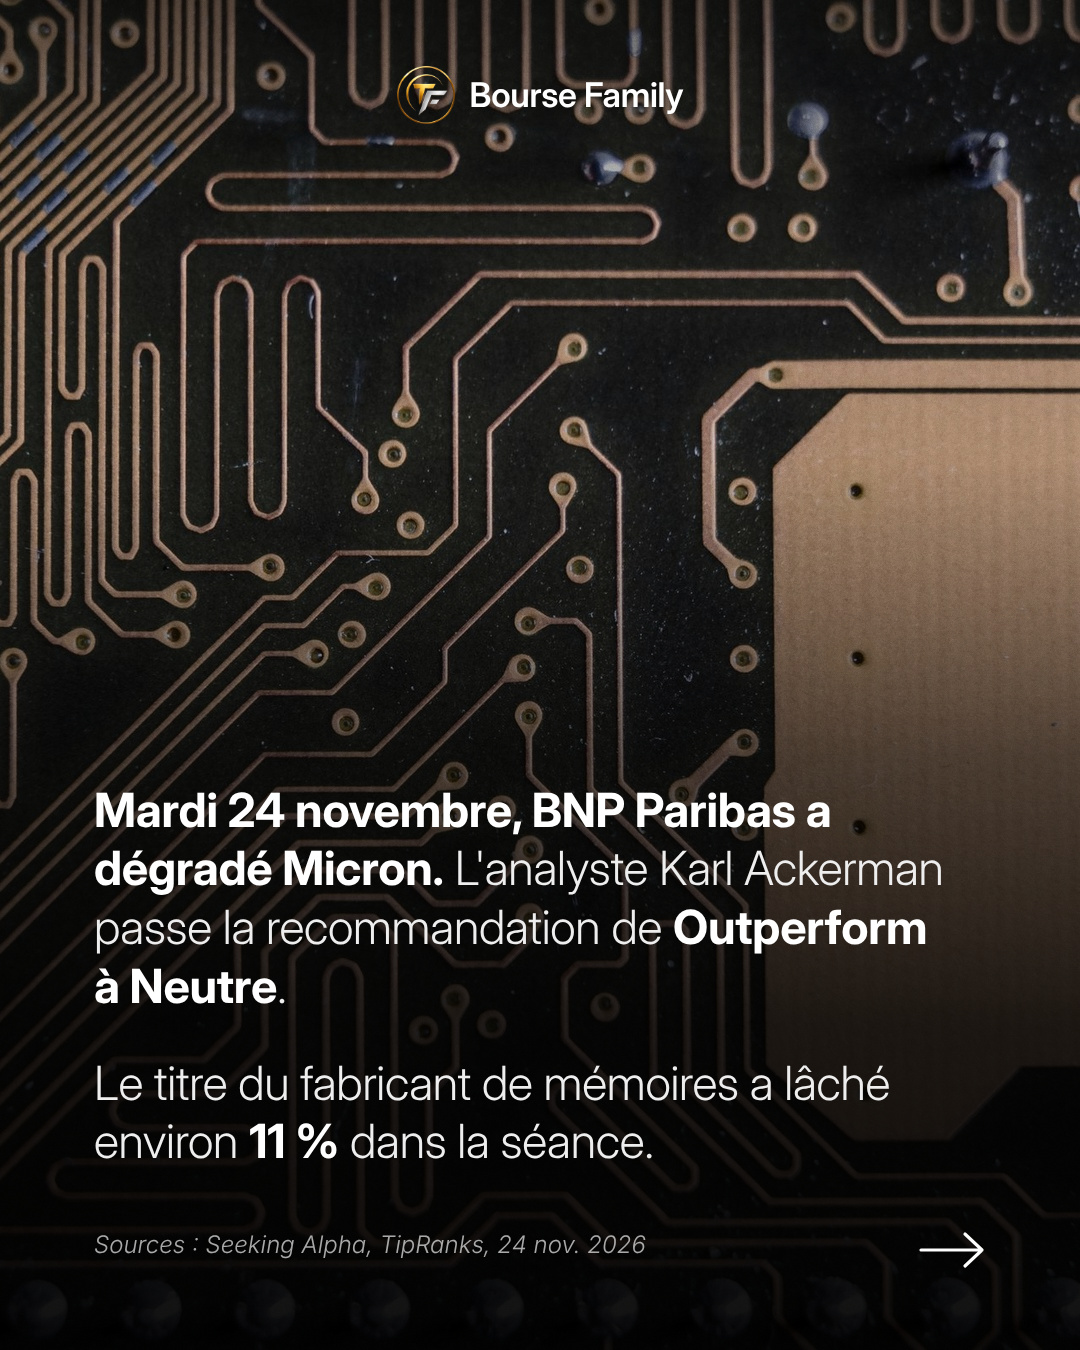 Bourse Family
Mardi 24 novembre, BNP Paribas a
dégradé Micron. L'analyste Karl Ackerman
passe la recommandation de Outperform
à Neutre.
Le titre du fabricant de mémoires a lâché
environ 11 % dans la séance.
Sources : Seeking Alpha, TipRanks, 24 nov. 2026